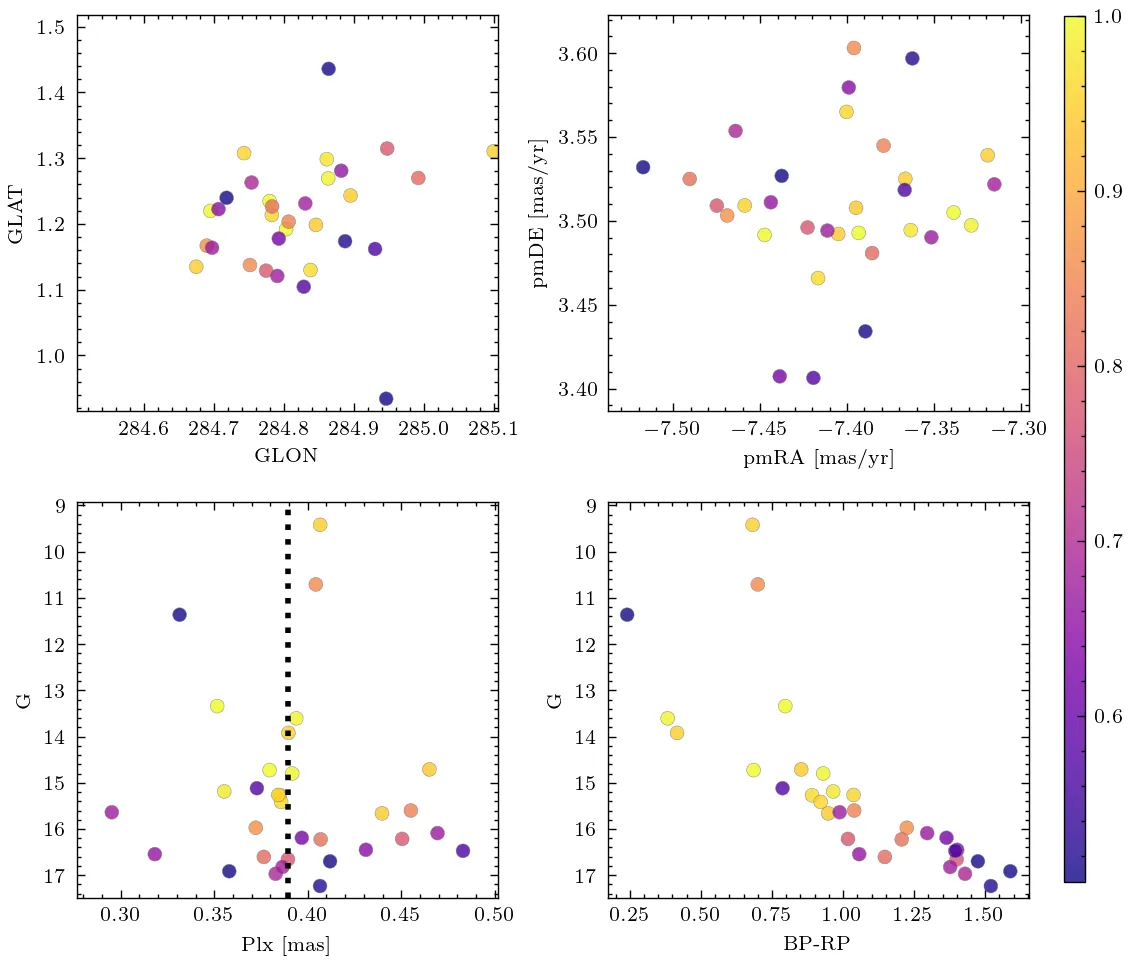 1.5
1.4
1.3
1.2
1.1
1.0
GLAT
284.6 284.7 284.8 284.9 285.0 285.1
GLON
3.60
3.55
3.50
3.45
3.40
pmDE [mas/yr]
−7.50 −7.45 −7.40 −7.35 −7.30
pmRA [mas/yr]
1.0
0.9
0.8
0.7
0.6
9
10
11
12
13
14
15
16
17
G
0.30 0.35 0.40 0.45 0.50
Plx [mas]
9
10
11
12
13
14
15
16
17
G
0.25 0.50 0.75 1.00 1.25 1.50
BP-RP